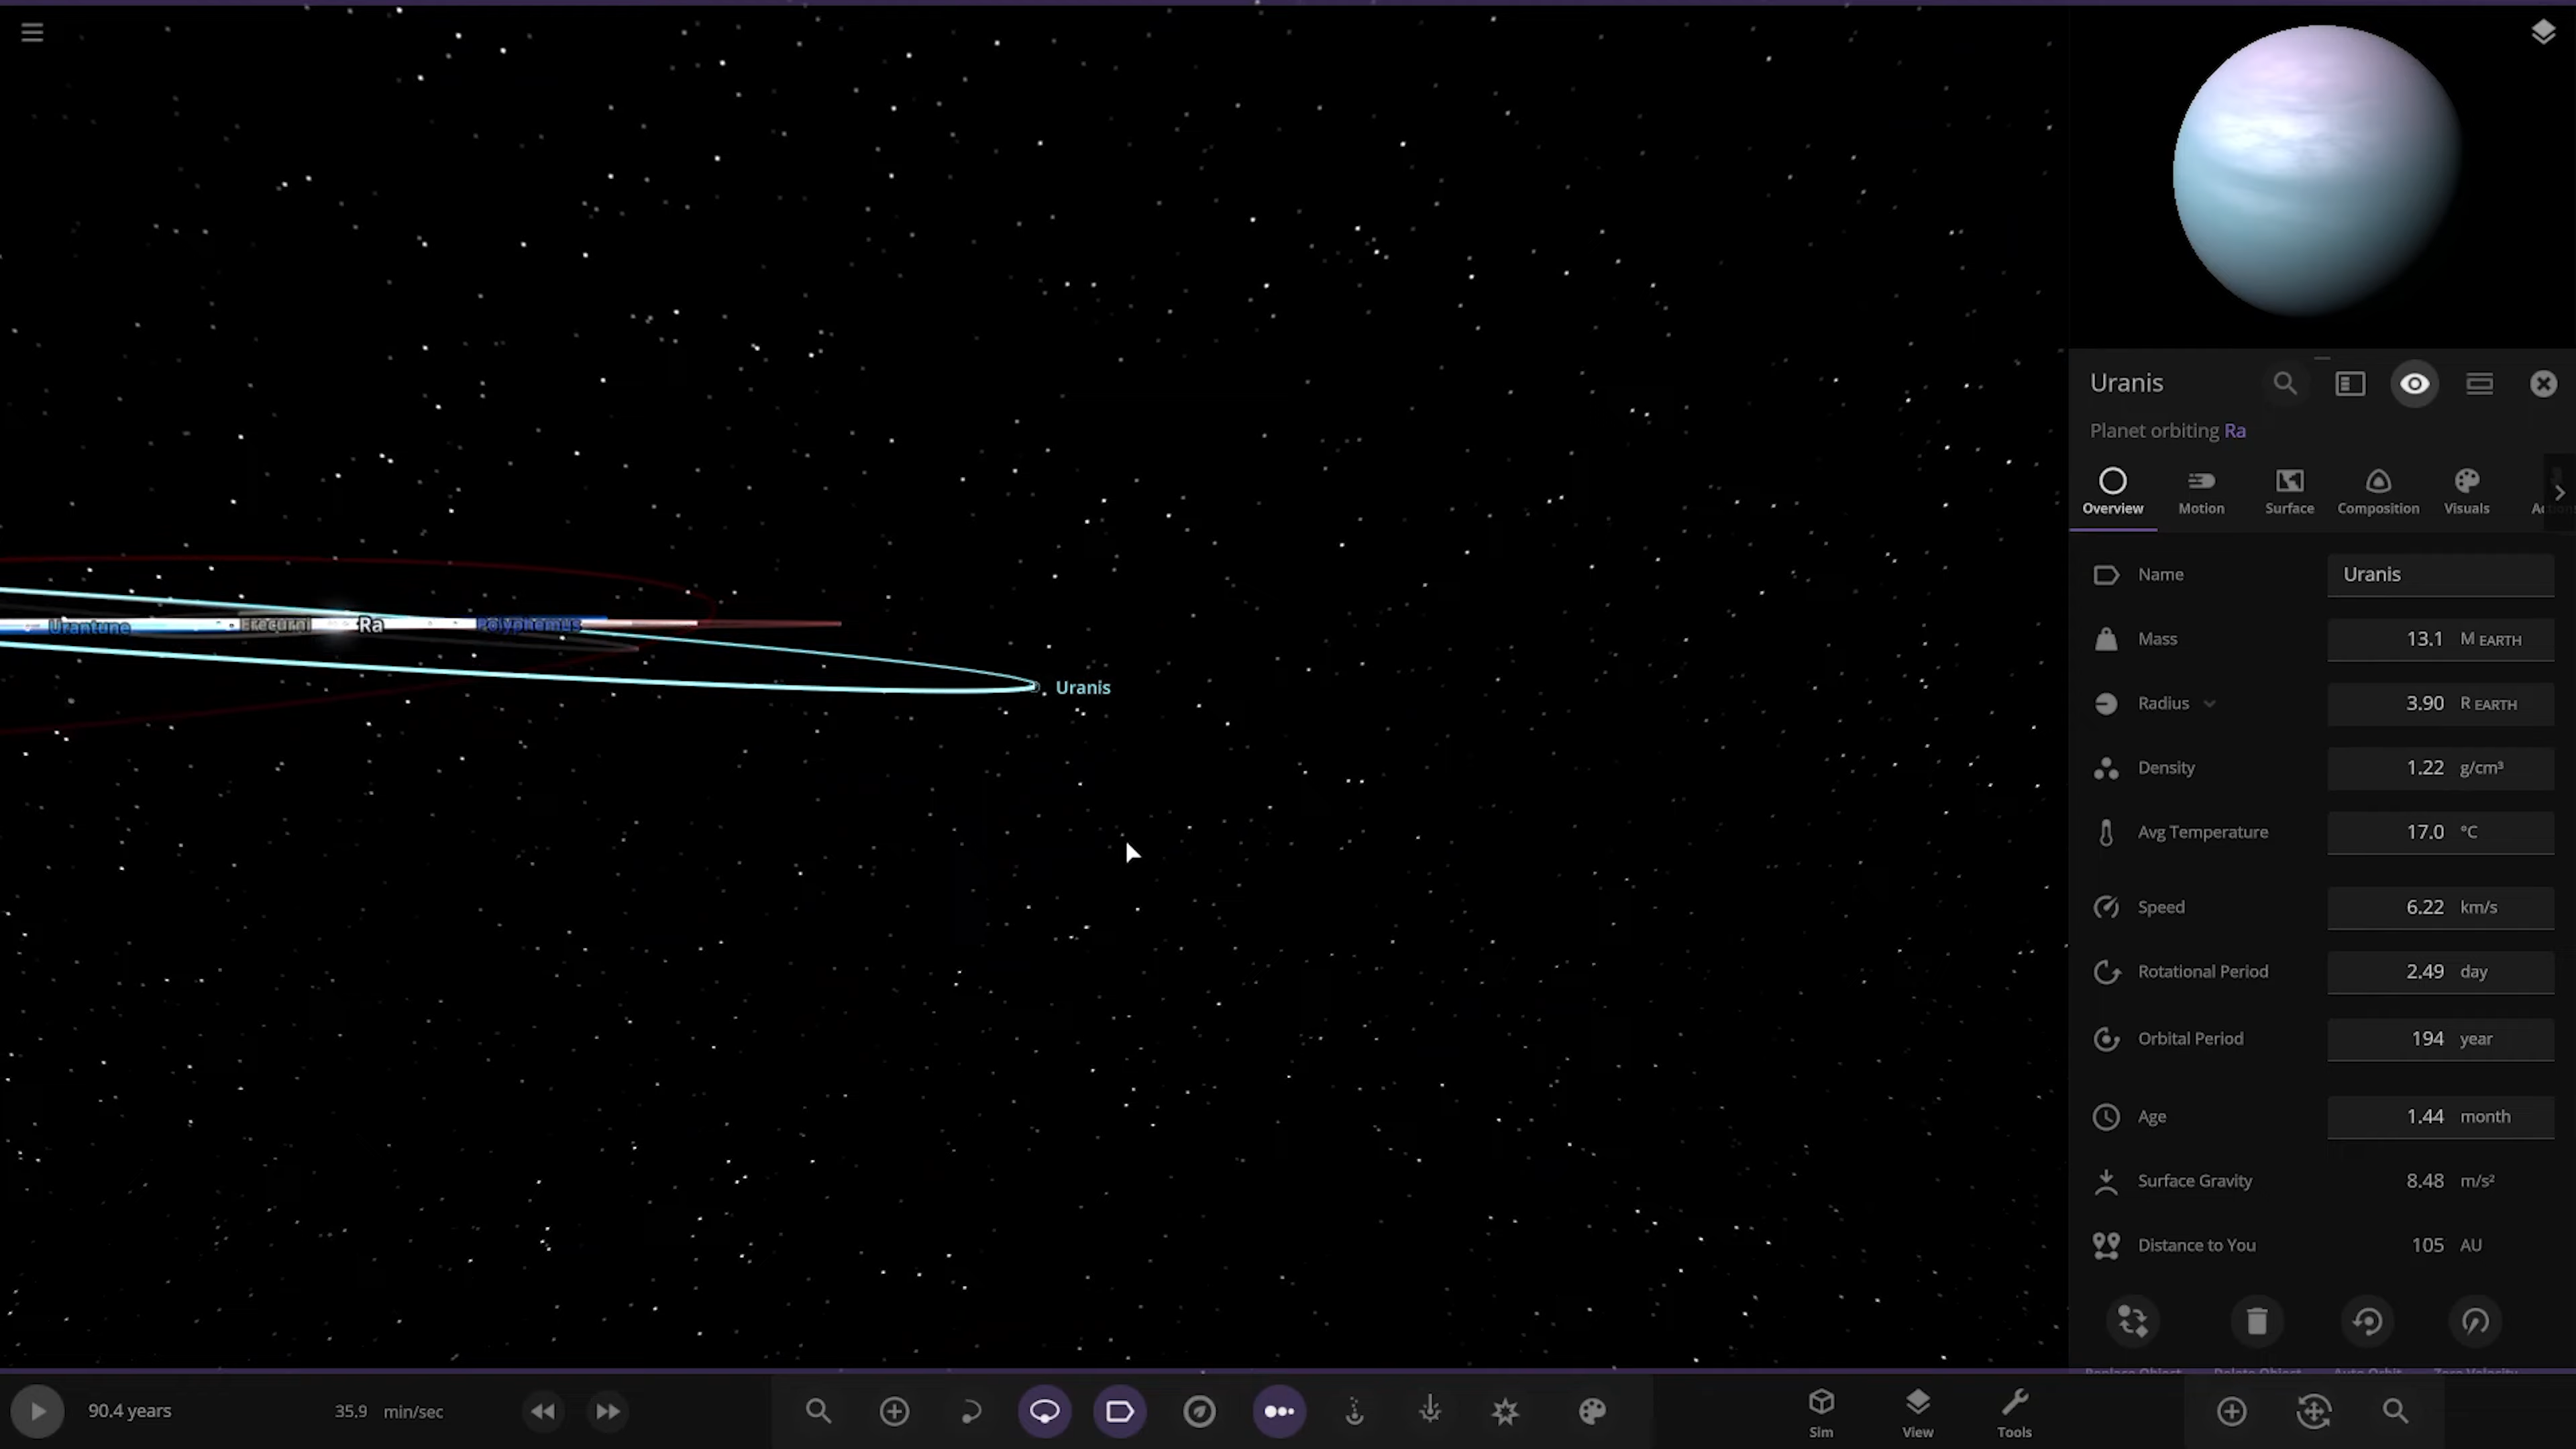 Urantune
Erecurni
Ra
Polyphemus
Uranis
Uranis
Planet orbiting Ra
Overview
Motion
Surface
Composition
Visuals
Name Uranis
Mass 13.1 M EARTH
Radius 3.90 R EARTH
Density 1.22 g/cm³
Avg Temperature 17.0 °C
Speed 6.22 km/s
Rotational Period 2.49 day
Orbital Period 194 year
Age 1.44 month
Surface Gravity 8.48 m/s²
Distance to You 105 AU
90.4 years
35.9 min/sec
Sim
View
Tools